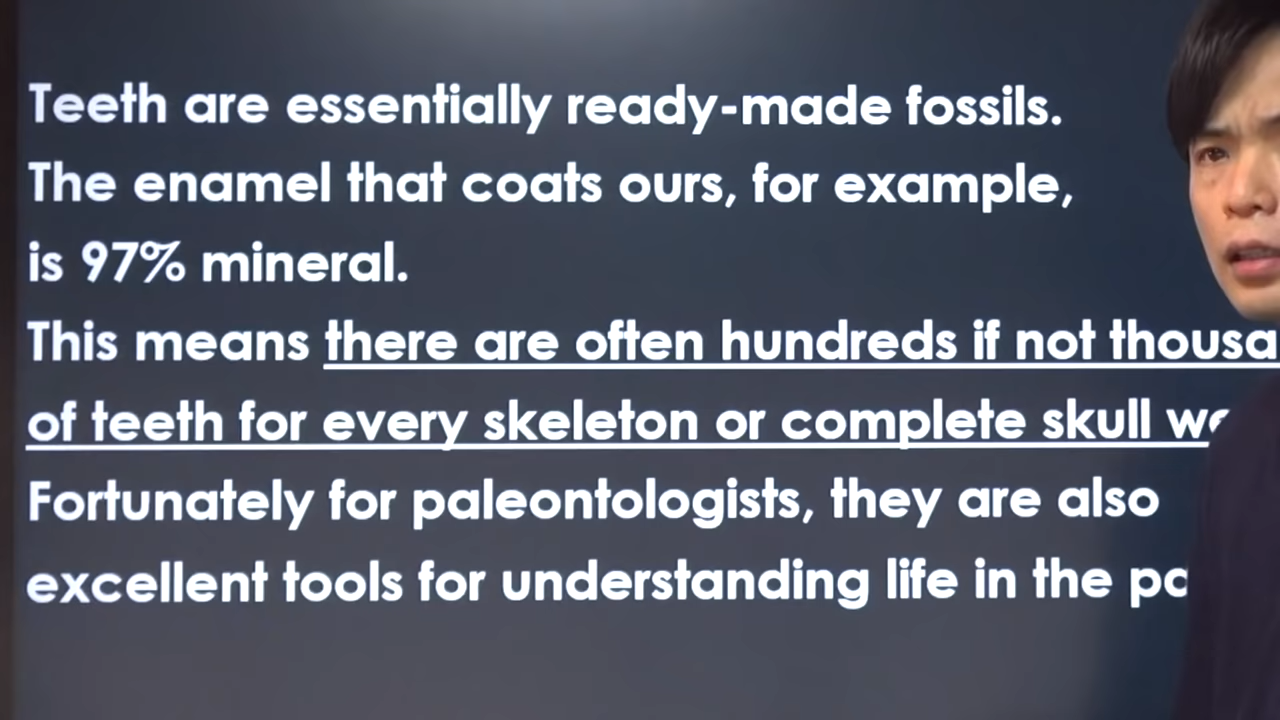 Teeth are essentially ready-made fossils.
The enamel that coats ours, for example,
is 97% mineral.
This means there are often hundreds if not
of teeth for every skeleton or complete skull
Fortunately for paleontologists, they are also
excellent tools for understanding life in the